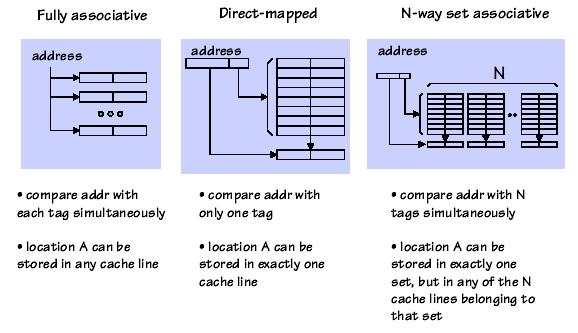 Fully associative
Direct-mapped
N-way set associative
address
address
address
N
• compare addr with
each tag simultaneously
• location A can be
stored in any cache line
• compare addr with
only one tag
• location A can be
stored in exactly one
cache line
• compare addr with N
tags simultaneously
• location A can be
stored in exactly one
set, but in any of the N
cache lines belonging to
that set